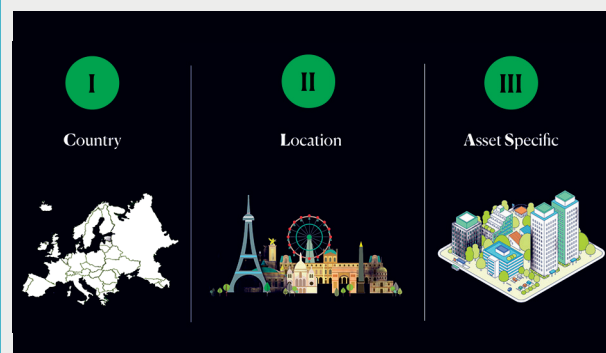 I
Country
II
Location
III
Asset Specific